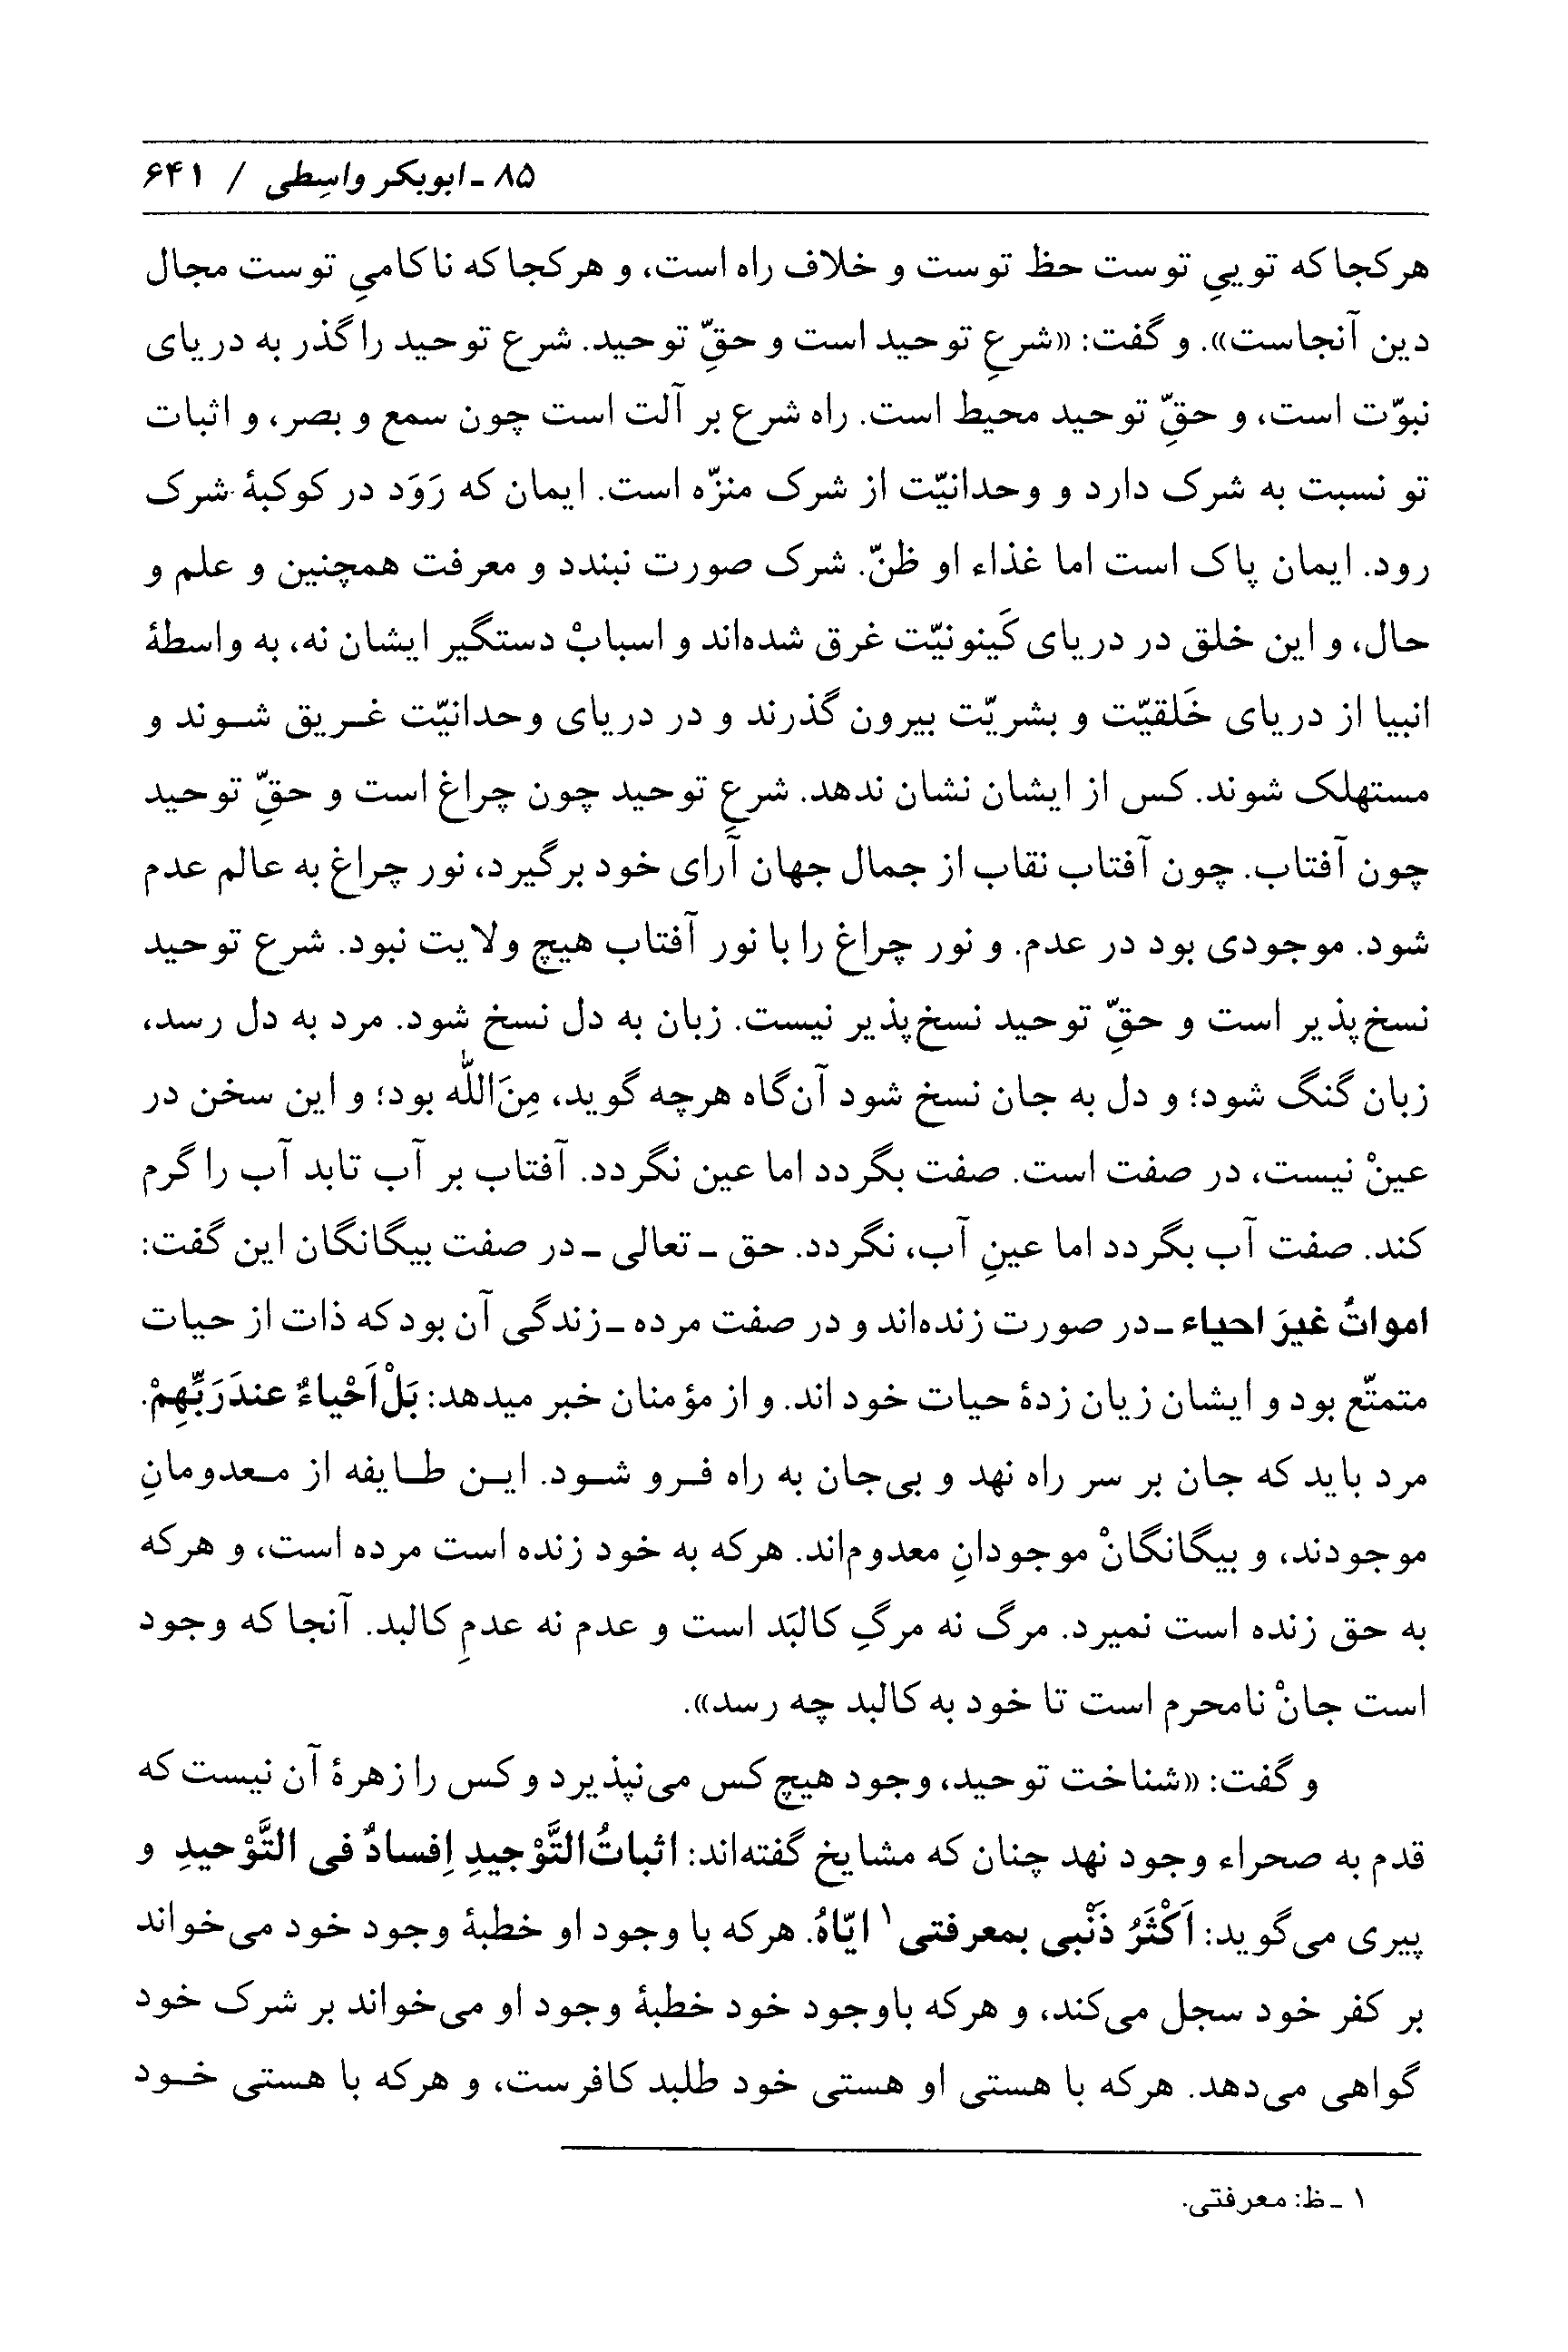 ۸۵ ـ ابوبکر واسِطی / ۶۴۱
هرکجا که توییِ توست حظ توست و خلاف راه است، و هرکجا که ناکامیِ توست مجال
دین آنجاست». و گفت: «شرعِ توحید است و حقِّ توحید. شرع توحید را گذر به دریای
نبوّت است، و حقِّ توحید محیط است. راه شرع بر آلت است چون سمع و بصر، و اثبات
تو نسبت به شرک دارد و وحدانیّت از شرک منزّه است. ایمان که رَوَد در کوکبهٔ شرک
رود. ایمان پاک است اما غذاء او ظنّ. شرک صورت نبندد و معرفت همچنین و علم و
حال، و این خلق در دریای کَینونیّت غرق شده‌اند و اسبابْ دستگیر ایشان نه، به واسطهٔ
انبیا از دریای خَلقیّت و بشریّت بیرون گذرند و در دریای وحدانیّت غـریق شـوند و
مستهلک شوند. کس از ایشان نشان ندهد. شرعِ توحید چون چراغ است و حقِّ توحید
چون آفتاب. چون آفتاب نقاب از جمال جهان آرای خود برگیرد، نور چراغ به عالم عدم
شود. موجودی بود در عدم. و نور چراغ را با نور آفتاب هیچ ولایت نبود. شرع توحید
نسخ‌پذیر است و حقِّ توحید نسخ‌پذیر نیست. زبان به دل نسخ شود. مرد به دل رسد،
زبان گنگ شود؛ و دل به جان نسخ شود آن‌گاه هرچه گوید، مِنَ‌اللّٰه بود؛ و این سخن در
عینْ نیست، در صفت است. صفت بگردد اما عین نگردد. آفتاب بر آب تابد آب را گرم
کند. صفت آب بگردد اما عینِ آب، نگردد. حق ـ تعالی ـ در صفت بیگانگان این گفت:
امواتٌ غیرَ احیاء ـ در صورت زنده‌اند و در صفت مرده ـ زندگی آن بود که ذات از حیات
متمتّع بود و ایشان زیان زدهٔ حیات خود اند. و از مؤمنان خبر میدهد: بَلْ اَحْیاءٌ عندَ رَبِّهِمْ.
مرد باید که جان بر سر راه نهد و بی‌جان به راه فـرو شـود. ایـن طـایفه از مـعدومانِ
موجودند، و بیگانگانْ موجودانِ معدوم‌اند. هرکه به خود زنده است مرده است، و هرکه
به حق زنده است نمیرد. مرگ نه مرگِ کالبَد است و عدم نه عدمِ کالبد. آنجا که وجود
است جانْ نامحرم است تا خود به کالبد چه رسد».
و گفت: «شناخت توحید، وجود هیچ کس می‌نپذیرد و کس را زهرهٔ آن نیست که
قدم به صحراء وجود نهد چنان که مشایخ گفته‌اند: اثباتُ التَّوْحیدِ اِفسادٌ فی التَّوْحیدِ و
پیری می‌گوید: اَکْثَرُ ذَنْبی بمعرفتی۱ ایّاهُ. هرکه با وجود او خطبهٔ وجود خود می‌خواند
بر کفر خود سجل می‌کند، و هرکه باوجود خود خطبهٔ وجود او می‌خواند بر شرک خود
گواهی می‌دهد. هرکه با هستی او هستی خود طلبد کافرست، و هرکه با هستی خـود
۱ ـ ظ: معرفتی.